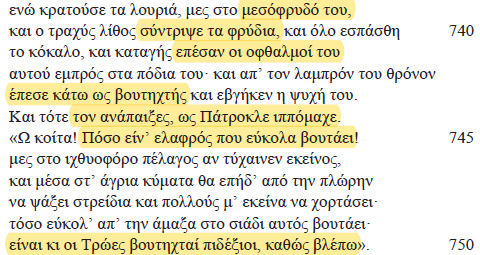 ενώ κρατούσε τα λουριά, μες στο μεσόφρυδό του,
και ο τραχύς λίθος σύντριψε τα φρύδια, και όλο εσπάσθη 740
το κόκαλο, και καταγής επέσαν οι οφθαλμοί του
αυτού εμπρός στα πόδια του· και απ’ τον λαμπρόν του θρόνον
έπεσε κάτω ως βουτηχτής και εβγήκεν η ψυχή του.
Και τότε τον ανάπαιξες, ως Πάτροκλε ιππόμαχε.
«Ω κοίτα! Πόσο είν’ ελαφρός που εύκολα βουτάει! 745
μες στο ιχθυοφόρο πέλαγος αν τύχαινεν εκείνος,
και μέσα στ’ άγρια κύματα θα επήδ’ από την πλώρην
να ψάξει στρείδια και πολλούς μ’ εκείνα να χορτάσει·
τόσο εύκολ’ απ’ την άμαξα στο σιάδι αυτός βουτάει·
είναι κι οι Τρώες βουτηχταί πιδέξιοι, καθώς βλέπω». 750